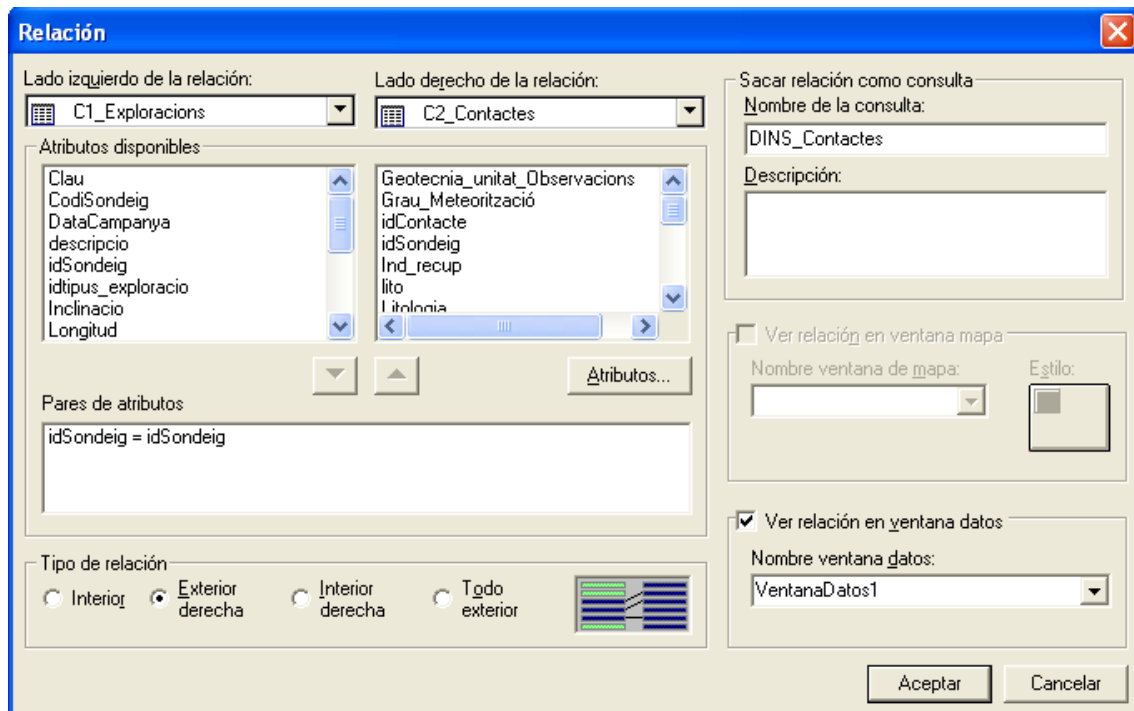 Relación
Lado izquierdo de la relación:
C1_Exploracions
Lado derecho de la relación:
C2_Contactes
Atributos disponibles
Clau
CodiSondeig
DataCampanya
descripcio
idSondeig
idtipus_exploracio
Inclinacio
Longitud
Geotecnia_unitat_Observacions
Grau_Meteorització
idContacte
idSondeig
Ind_recup
lito
Litologia
Atributos...
Pares de atributos
idSondeig = idSondeig
Tipo de relación
Interior
Exterior
derecha
Interior
derecha
Todo
exterior
Sacar relación como consulta
Nombre de la consulta:
DINS_Contactes
Descripción:
Ver relación en ventana mapa
Nombre ventana de mapa:
Estilo:
Ver relación en ventana datos
Nombre ventana datos:
VentanaDatos1
Aceptar
Cancelar